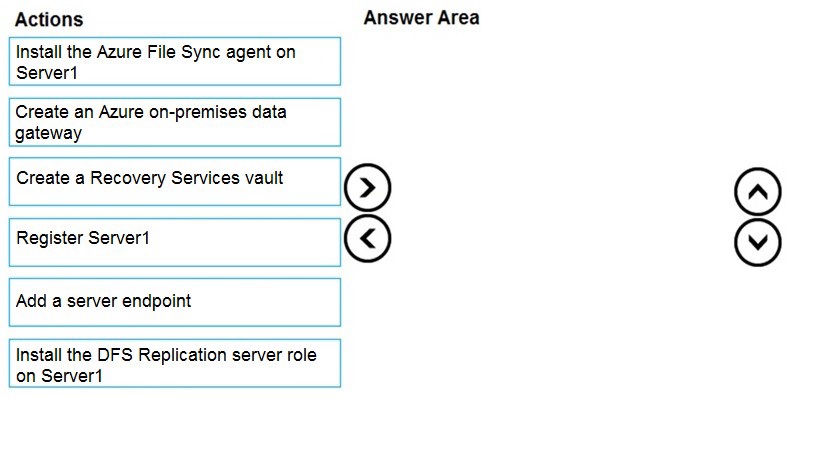 Actions
Answer Area
Install the Azure File Sync agent on
Server1
Create an Azure on-premises data
gateway
Create a Recovery Services vault
Register Server1
Add a server endpoint
Install the DFS Replication server role
on Server1